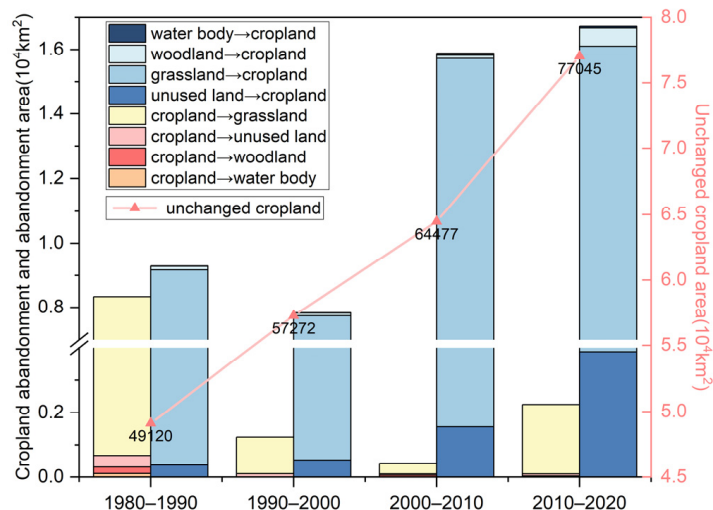 Cropland abandonment and abandonment area(10⁴km²)
1.6
1.4
1.2
1.0
0.8
0.2
0.0
water body→cropland
woodland→cropland
grassland→cropland
unused land→cropland
cropland→grassland
cropland→unused land
cropland→woodland
cropland→water body
unchanged cropland
49120
57272
64477
77045
1980–1990
1990–2000
2000–2010
2010–2020
8.0
7.5
7.0
6.5
6.0
5.5
5.0
4.5
Unchanged cropland area(10⁴km²)